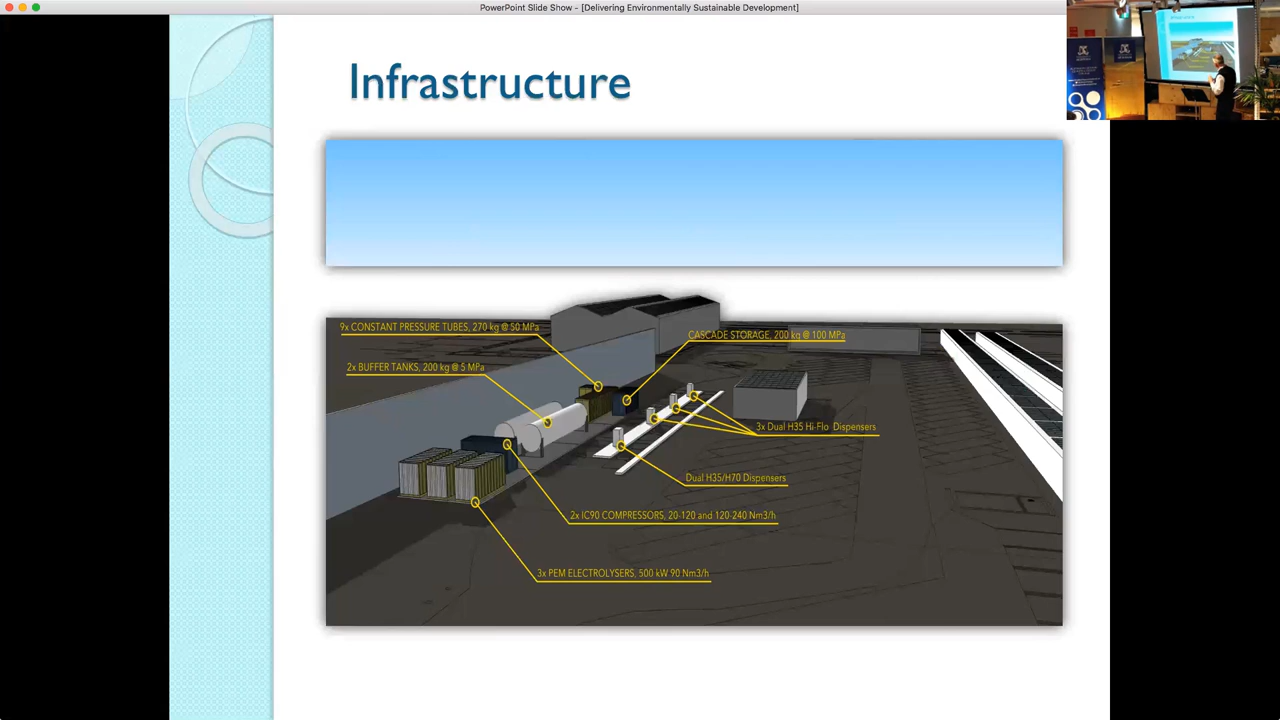 PowerPoint Slide Show - [Delivering Environmentally Sustainable Development]
Infrastructure
9x CONSTANT PRESSURE TUBES, 270 kg @ 50 MPa
CASCADE STORAGE, 200 kg @ 100 MPa
2x BUFFER TANKS, 200 kg @ 5 MPa
3x Dual H35 Hi-Flo Dispensers
Dual H35/H70 Dispensers
2x IC90 COMPRESSORS, 20-120 and 120-240 Nm3/h
3x PEM ELECTROLYSERS, 500 kW 90 Nm3/h